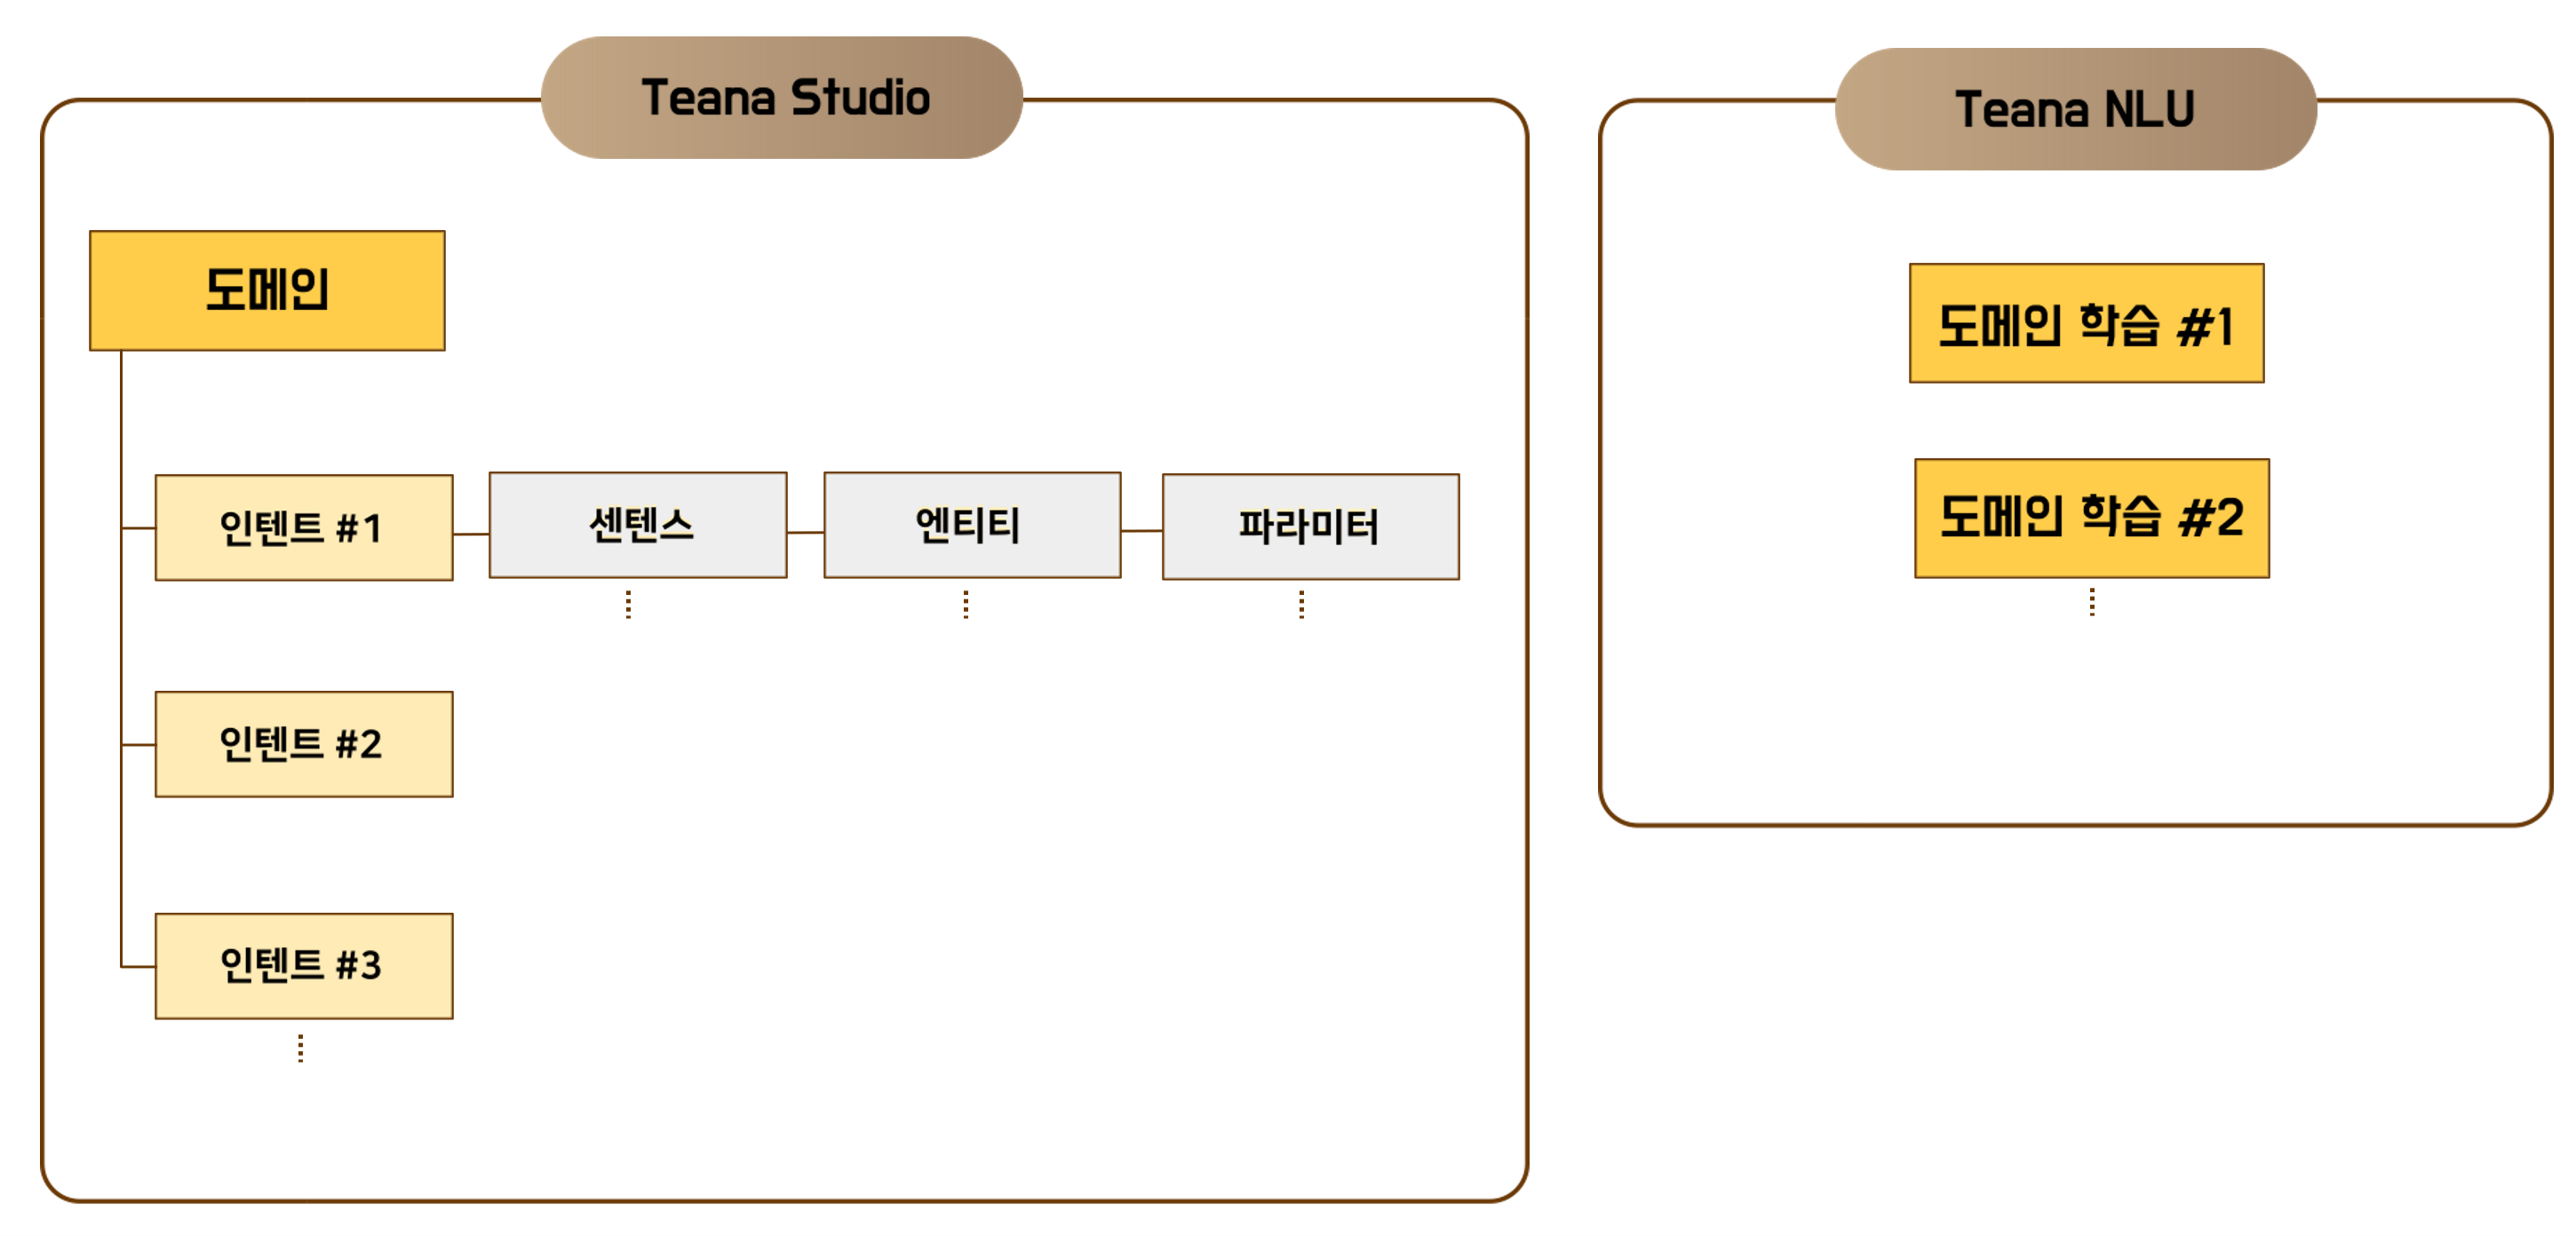 Teana Studio
도메인
인텐트 #1
센텐스
엔티티
파라미터
인텐트 #2
인텐트 #3
Teana NLU
도메인 학습 #1
도메인 학습 #2